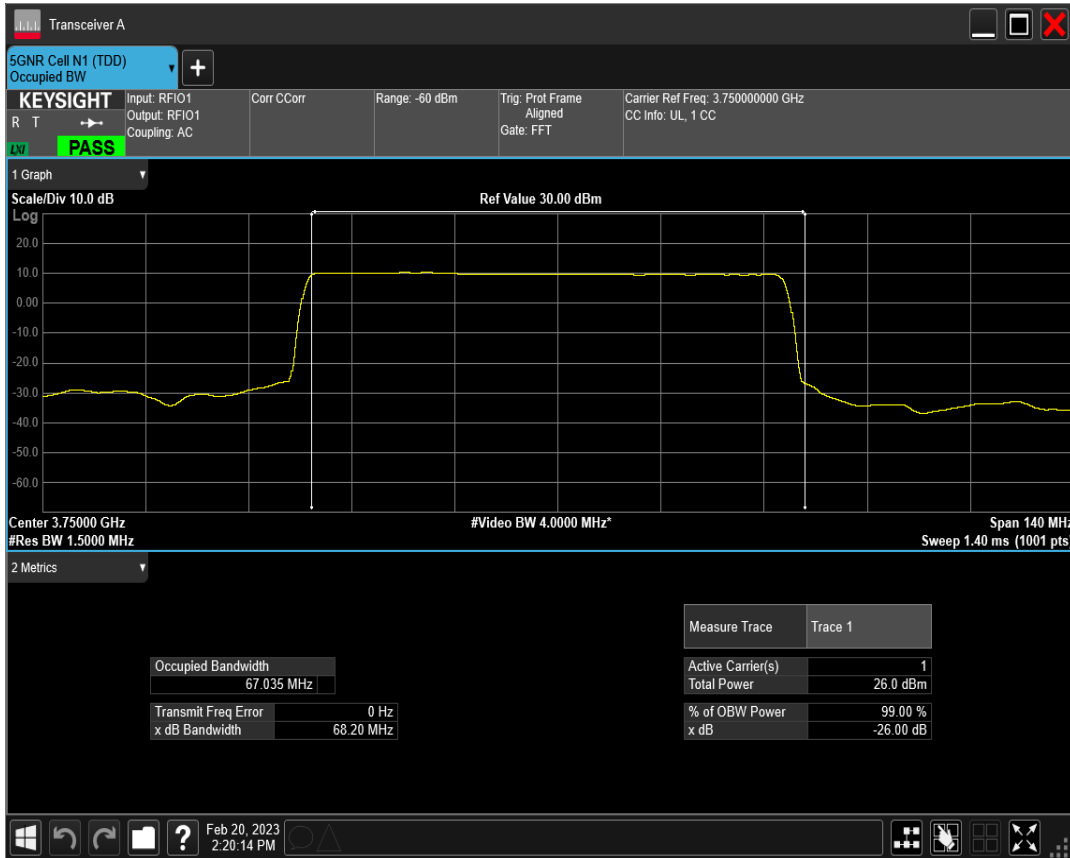 Transceiver A
5GNR Cell N1 (TDD)
Occupied BW
+
KEYSIGHT
R T
LXI
PASS
Input: RFIO1
Output: RFIO1
Coupling: AC
Corr CCorr
Range: -60 dBm
Trig: Prot Frame
Aligned
Gate: FFT
Carrier Ref Freq: 3.750000000 GHz
CC Info: UL, 1 CC
1 Graph
Scale/Div 10.0 dB
Ref Value 30.00 dBm
Log
20.0
10.0
0.00
-10.0
-20.0
-30.0
-40.0
-50.0
-60.0
Center 3.75000 GHz
#Video BW 4.0000 MHz*
Span 140 MHz
#Res BW 1.5000 MHz
Sweep 1.40 ms (1001 pts)
2 Metrics
Measure Trace Trace 1
Occupied Bandwidth
67.035 MHz
Transmit Freq Error 0 Hz
x dB Bandwidth 68.20 MHz
Active Carrier(s) 1
Total Power 26.0 dBm
% of OBW Power 99.00 %
x dB -26.00 dB
?
Feb 20, 2023
2:20:14 PM